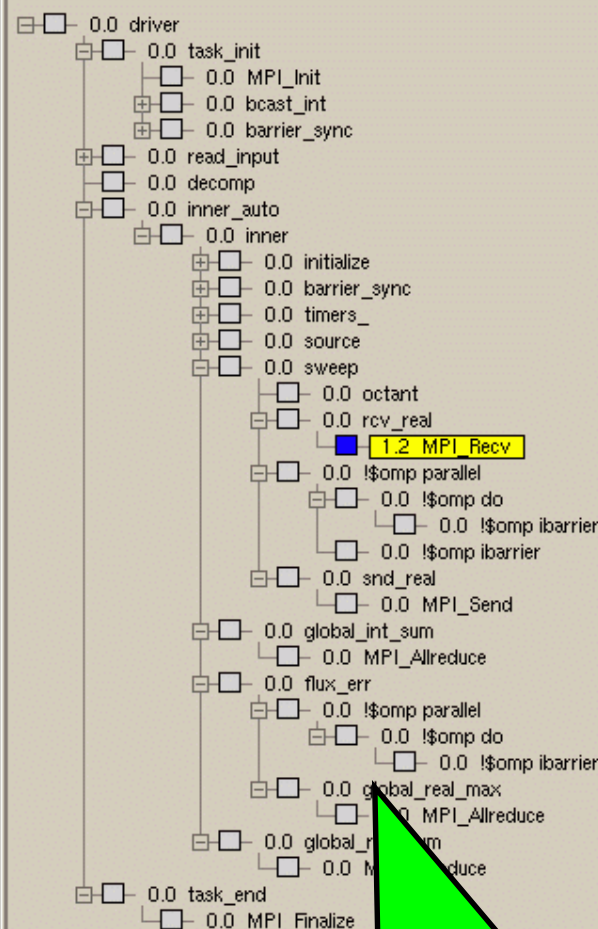 0.0 driver
0.0 task_init
0.0 MPI_Init
0.0 bcast_int
0.0 barrier_sync
0.0 read_input
0.0 decomp
0.0 inner_auto
0.0 inner
0.0 initialize
0.0 barrier_sync
0.0 timers_
0.0 source
0.0 sweep
0.0 octant
0.0 rcv_real
1.2 MPI_Recv
0.0 !$omp parallel
0.0 !$omp do
0.0 !$omp ibarrier
0.0 !$omp ibarrier
0.0 snd_real
0.0 MPI_Send
0.0 global_int_sum
0.0 MPI_Allreduce
0.0 flux_err
0.0 !$omp parallel
0.0 !$omp do
0.0 !$omp ibarrier
0.0 global_real_max
MPI_Allreduce
0.0
0.0
0.0 task_end
0.0 MPI_Finalize